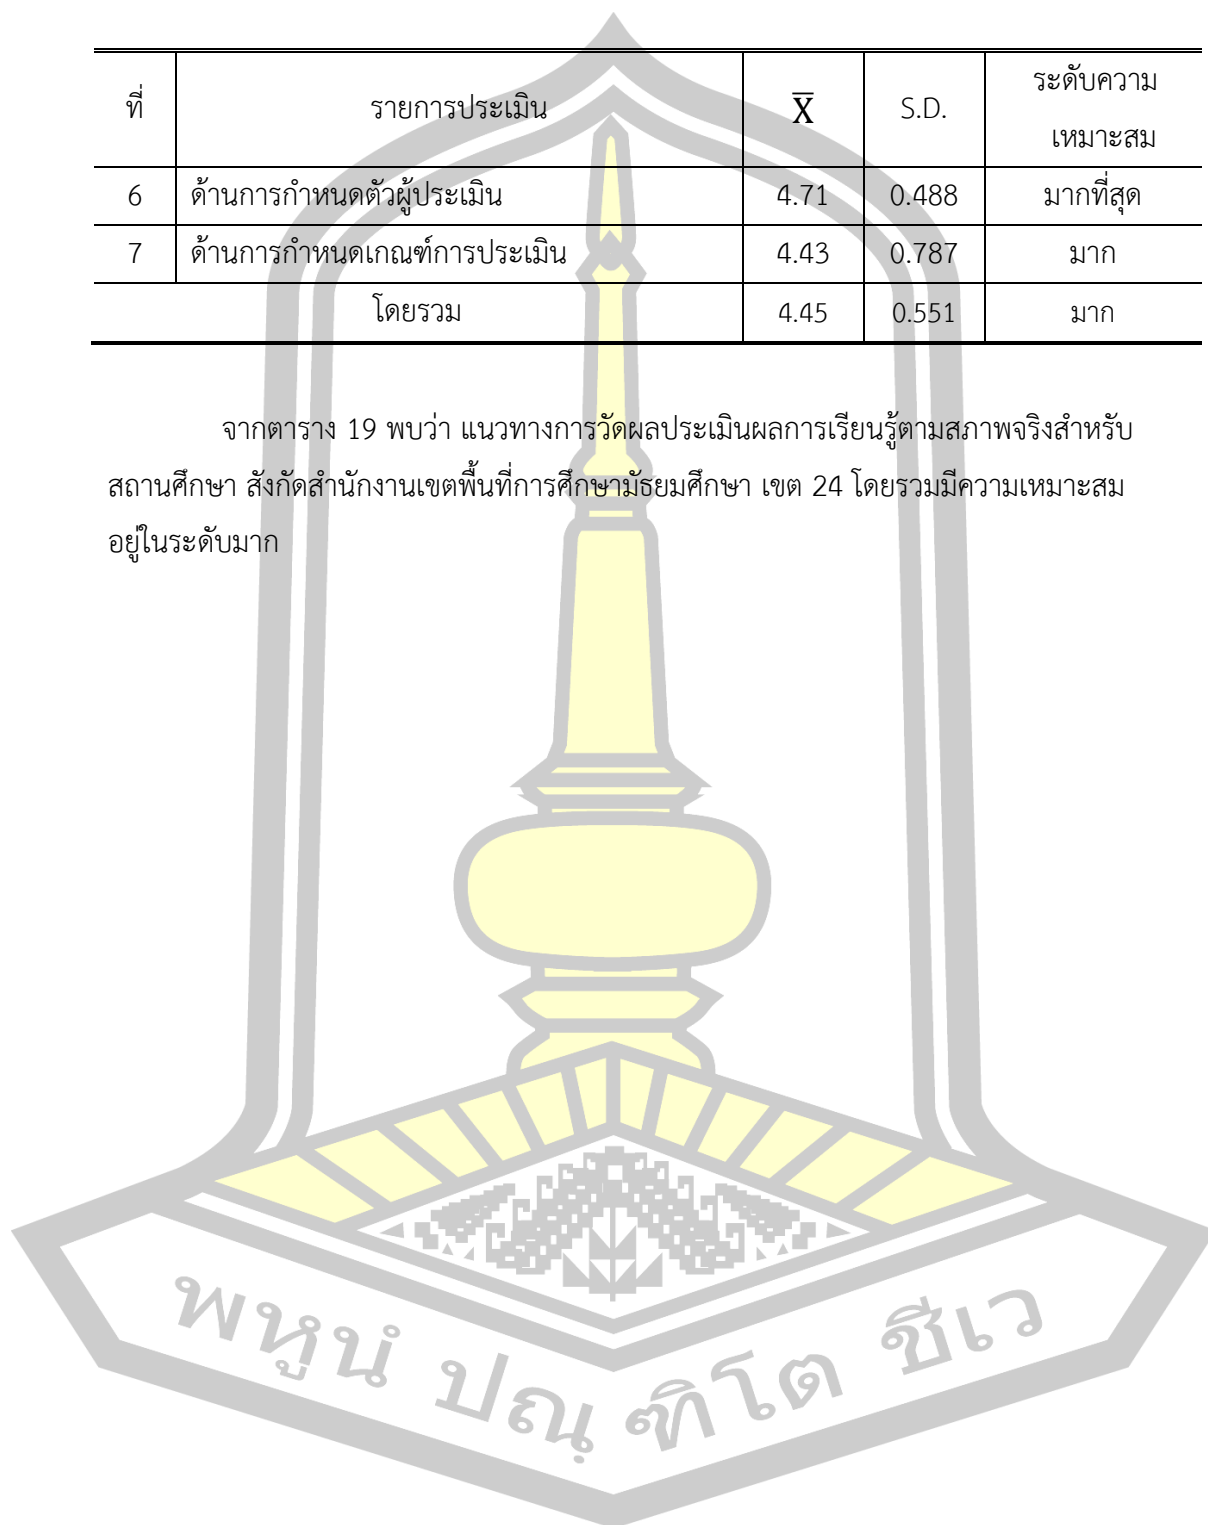 ที่ รายการประเมิน X̅ S.D. ระดับความ
เหมาะสม
6 ด้านการกำหนดตัวผู้ประเมิน 4.71 0.488 มากที่สุด
7 ด้านการกำหนดเกณฑ์การประเมิน 4.43 0.787 มาก
โดยรวม 4.45 0.551 มาก
จากตาราง 19 พบว่า แนวทางการวัดผลประเมินผลการเรียนรู้ตามสภาพจริงสำหรับ
สถานศึกษา สังกัดสำนักงานเขตพื้นที่การศึกษามัธยมศึกษา เขต 24 โดยรวมมีความเหมาะสม
อยู่ในระดับมาก
พหูนํ ปณฺ ฑิโต ชีเว